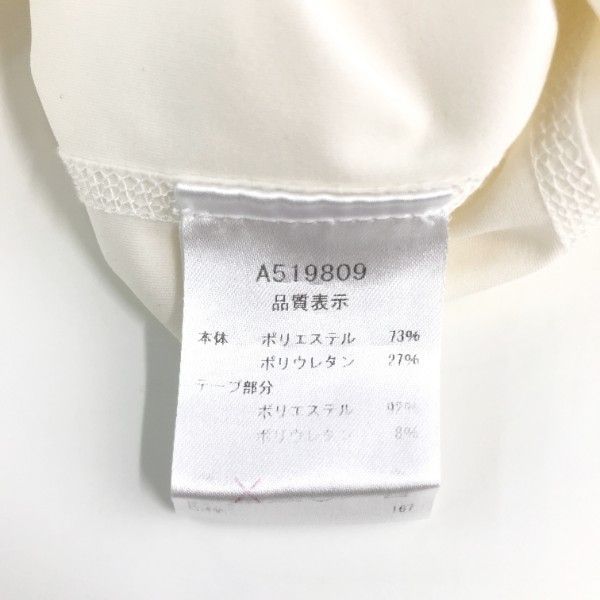 A519809
品質表示
本体 ポリエステル 73%
ポリウレタン 27%
テープ部分
ポリエステル 92%
ポリウレタン 8%
167